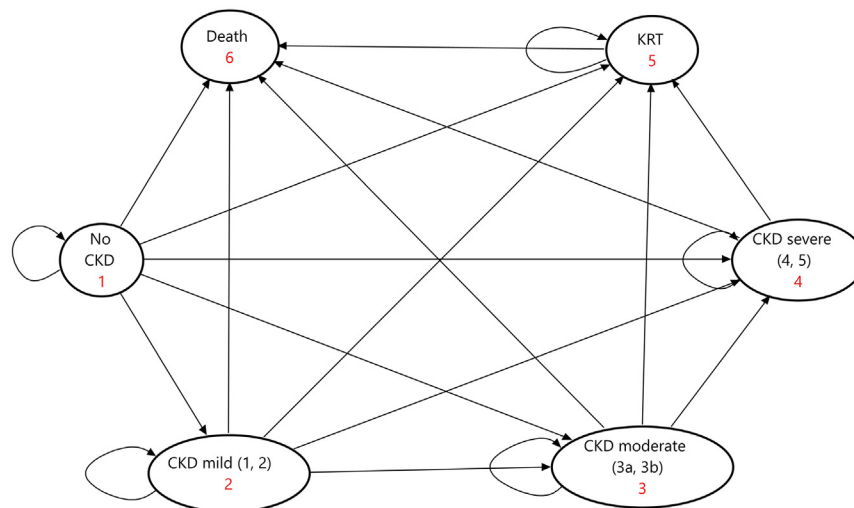 Death
6
KRT
5
No
CKD
1
CKD severe
(4, 5)
4
CKD mild (1, 2)
2
CKD moderate
(3a, 3b)
3